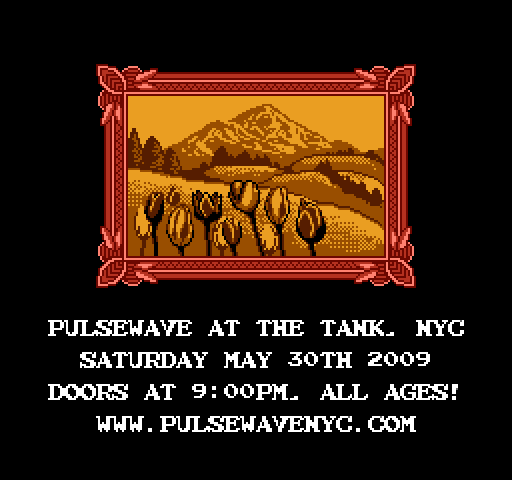 PULSEWAVE AT THE TANK. NYC
SATURDAY MAY 30TH 2009
DOORS AT 9:00PM. ALL AGES!
WWW.PULSEWAVENYC.COM